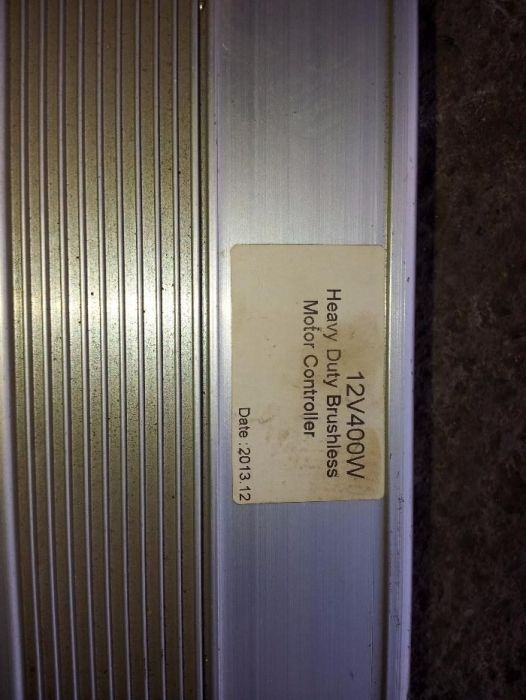 12V400W
Heavy Duty Brushless
Motor Controller
Date :2013.12